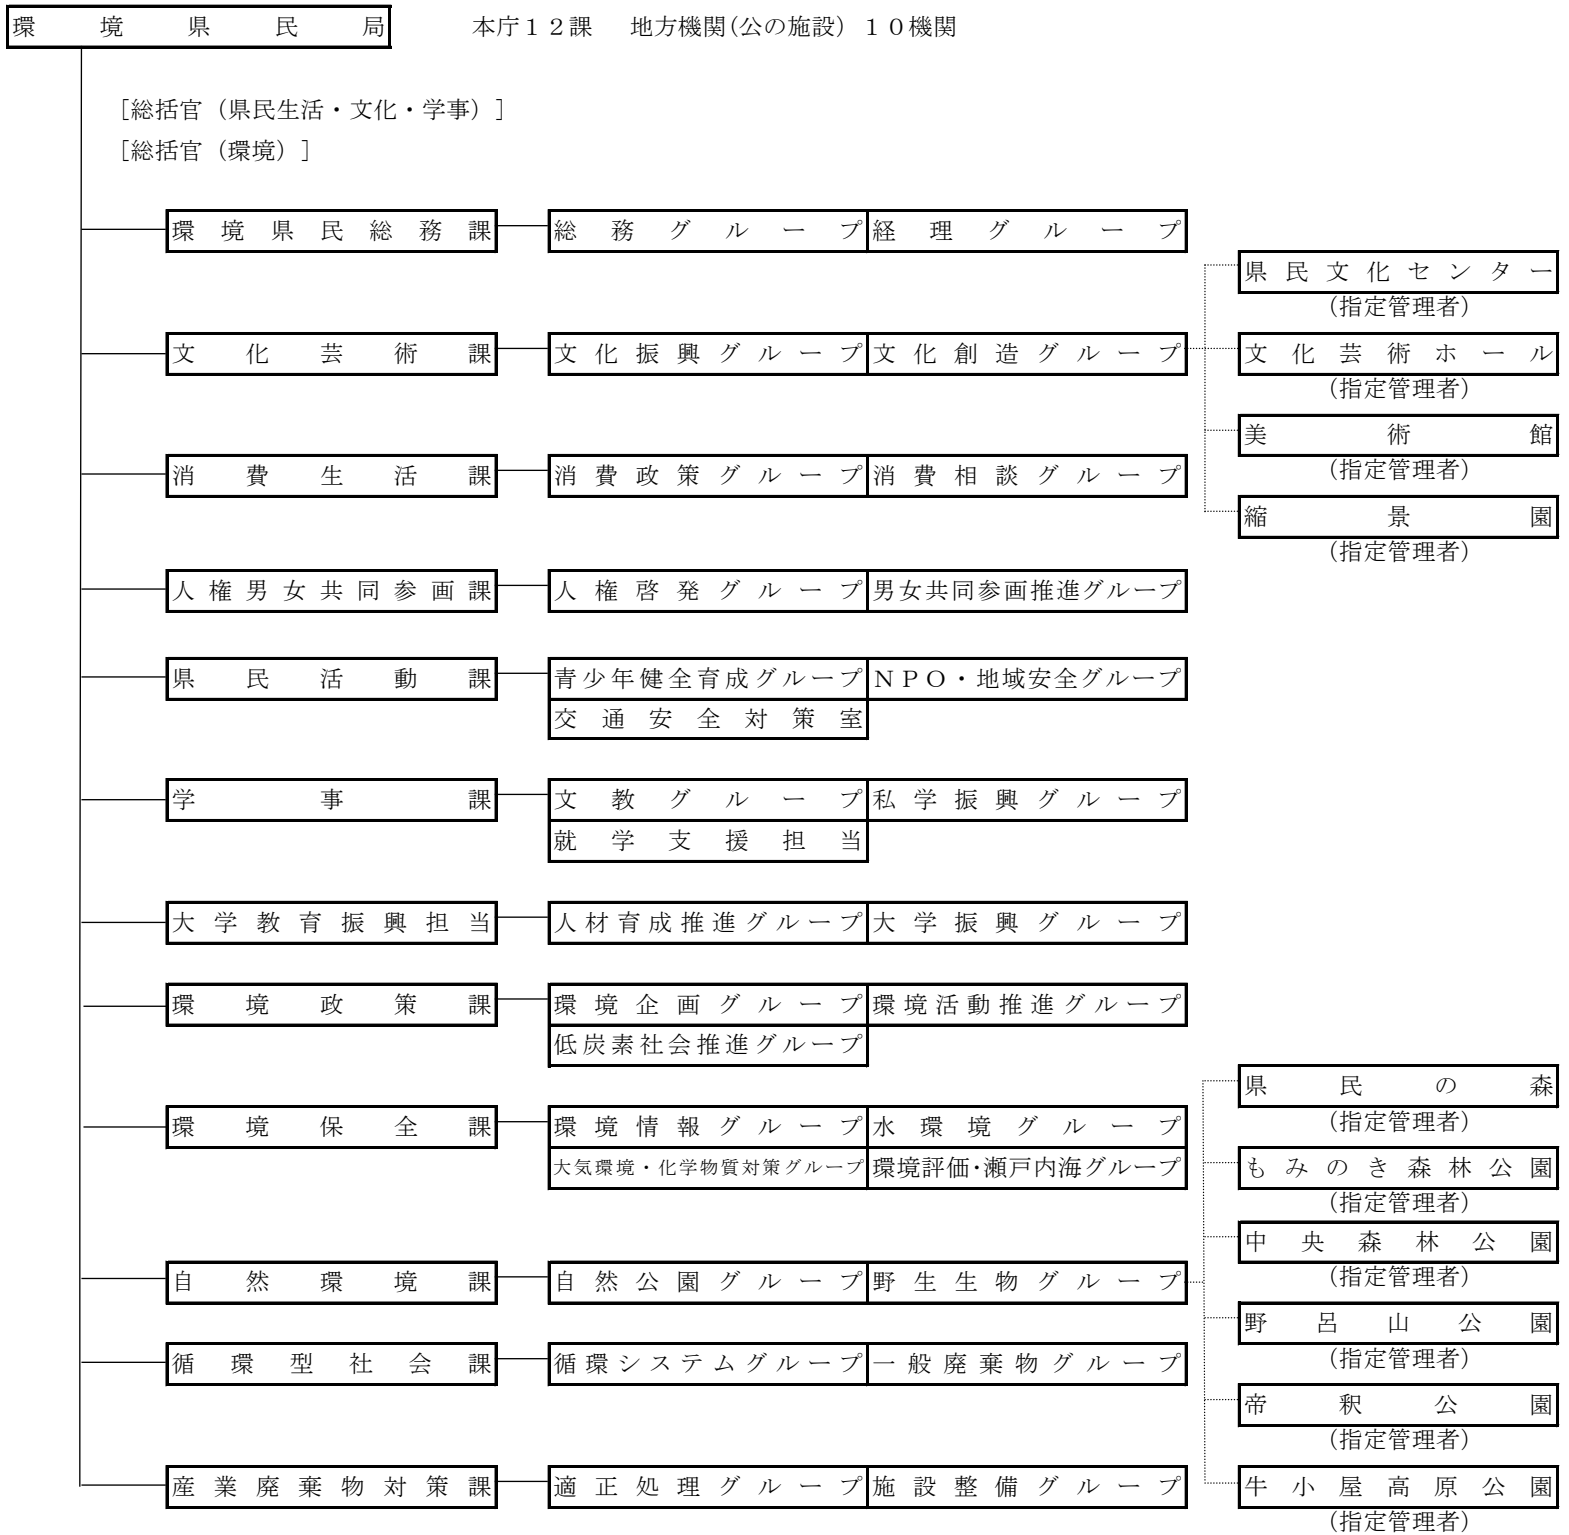 環境県民局 本庁１２課 地方機関(公の施設) １０機関
［総括官（県民生活・文化・学事）］
［総括官（環境）］
環境県民総務課 総務グループ 経理グループ
県民文化センター
(指定管理者)
文化芸術課 文化振興グループ 文化創造グループ 文化芸術ホール
(指定管理者)
美術館
(指定管理者)
消費生活課 消費政策グループ 消費相談グループ
縮景園
(指定管理者)
人権男女共同参画課 人権啓発グループ 男女共同参画推進グループ
県民活動課 青少年健全育成グループ ＮＰＯ・地域安全グループ
交通安全対策室
学事課 文教グループ 私学振興グループ
就学支援担当
大学教育振興担当 人材育成推進グループ 大学振興グループ
環境政策課 環境企画グループ 環境活動推進グループ
低炭素社会推進グループ
県民の森
(指定管理者)
環境保全課 環境情報グループ 水環境グループ
大気環境・化学物質対策グループ 環境評価・瀬戸内海グループ もみのき森林公園
(指定管理者)
中央森林公園
(指定管理者)
自然環境課 自然公園グループ 野生生物グループ
野呂山公園
(指定管理者)
循環型社会課 循環システムグループ 一般廃棄物グループ
帝釈公園
(指定管理者)
産業廃棄物対策課 適正処理グループ 施設整備グループ 牛小屋高原公園
(指定管理者)